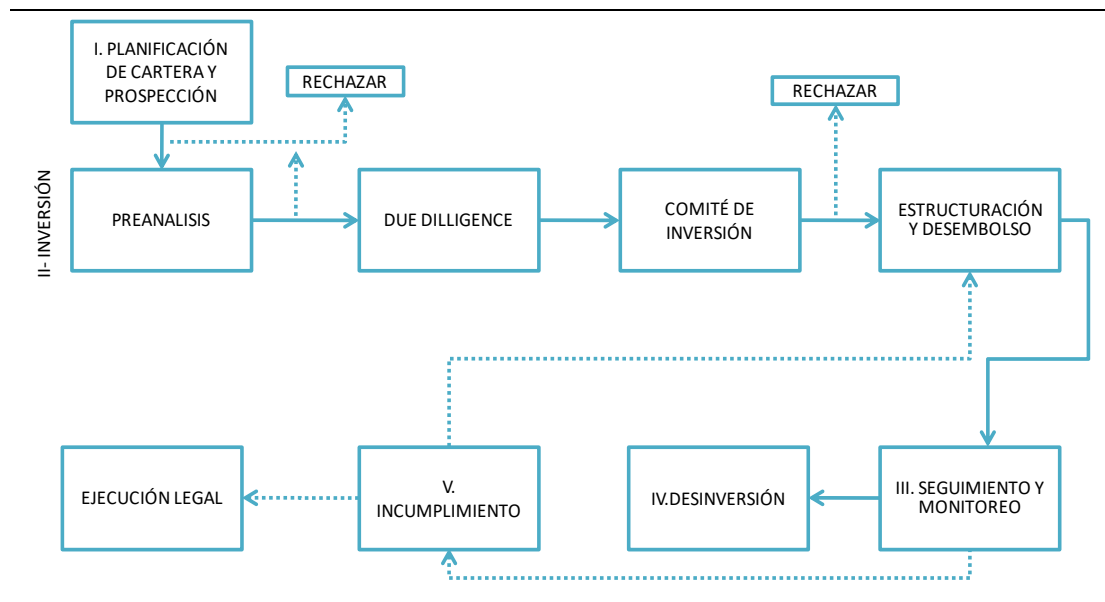 I. PLANIFICACIÓN
DE CARTERA Y
PROSPECCIÓN
RECHAZAR
RECHAZAR
II- INVERSIÓN
PREANALISIS
DUE DILLIGENCE
COMITÉ DE
INVERSIÓN
ESTRUCTURACIÓN
Y DESEMBOLSO
EJECUCIÓN LEGAL
V.
INCUMPLIMIENTO
IV.DESINVERSIÓN
III. SEGUIMIENTO Y
MONITOREO